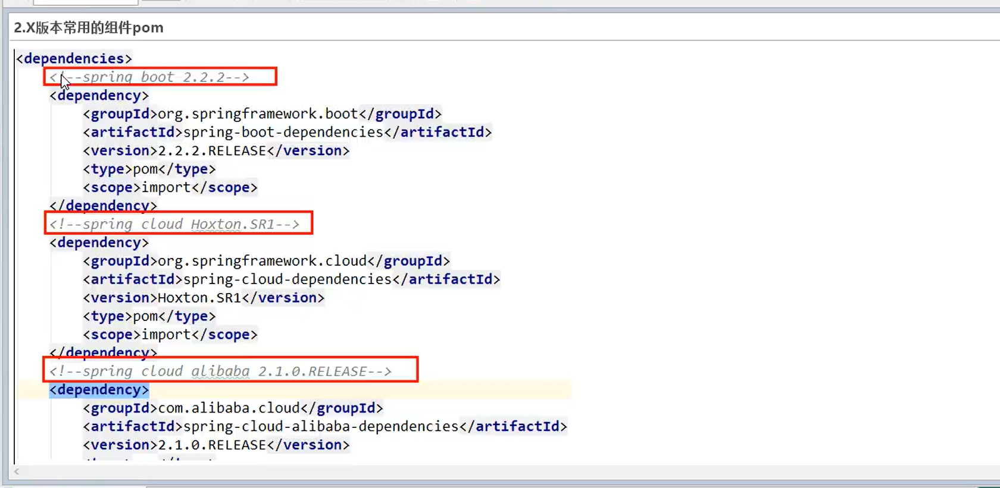 2.X版本常用的组件pom
<dependencies>
<!--spring boot 2.2.2-->
<dependency>
<groupId>org.springframework.boot</groupId>
<artifactId>spring-boot-dependencies</artifactId>
<version>2.2.2.RELEASE</version>
<type>pom</type>
<scope>import</scope>
</dependency>
<!--spring cloud Hoxton.SR1-->
<dependency>
<groupId>org.springframework.cloud</groupId>
<artifactId>spring-cloud-dependencies</artifactId>
<version>Hoxton.SR1</version>
<type>pom</type>
<scope>import</scope>
</dependency>
<!--spring cloud alibaba 2.1.0.RELEASE-->
<dependency>
<groupId>com.alibaba.cloud</groupId>
<artifactId>spring-cloud-alibaba-dependencies</artifactId>
<version>2.1.0.RELEASE</version>